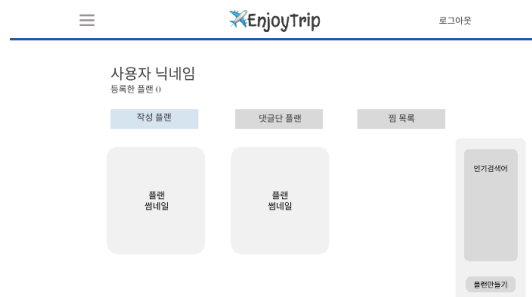 EnjoyTrip
로그아웃
사용자 닉네임
등록한 플랜 0
작성 플랜
댓글단 플랜
찜 목록
플랜
썸네일
플랜
썸네일
인기검색어
플랜만들기